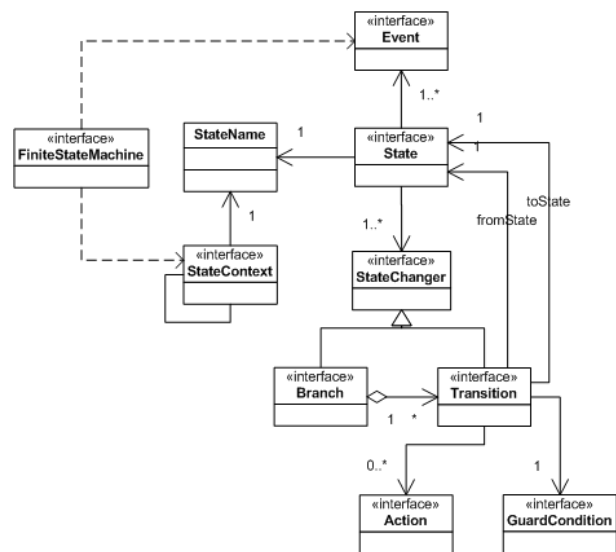 «interface»
Event
1..*
«interface»
FiniteStateMachine
StateName
1
«interface»
State
1
1
toState
fromState
1
1..*
«interface»
StateContext
«interface»
StateChanger
«interface»
Branch
1 *
«interface»
Transition
0..*
1
«interface»
Action
«interface»
GuardCondition